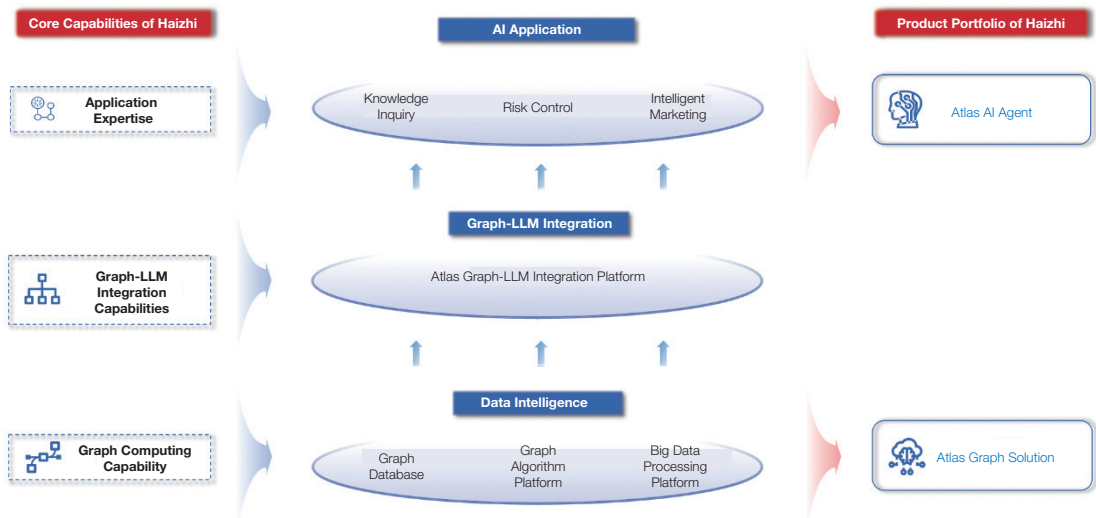 Core Capabilities of Haizhi
AI Application
Product Portfolio of Haizhi
Application
Expertise
Knowledge
Inquiry
Risk Control
Intelligent
Marketing
Atlas AI Agent
Graph-LLM Integration
Graph-LLM
Integration
Capabilities
Atlas Graph-LLM Integration Platform
Data Intelligence
Graph Computing
Capability
Graph
Database
Graph
Algorithm
Platform
Big Data
Processing
Platform
Atlas Graph Solution